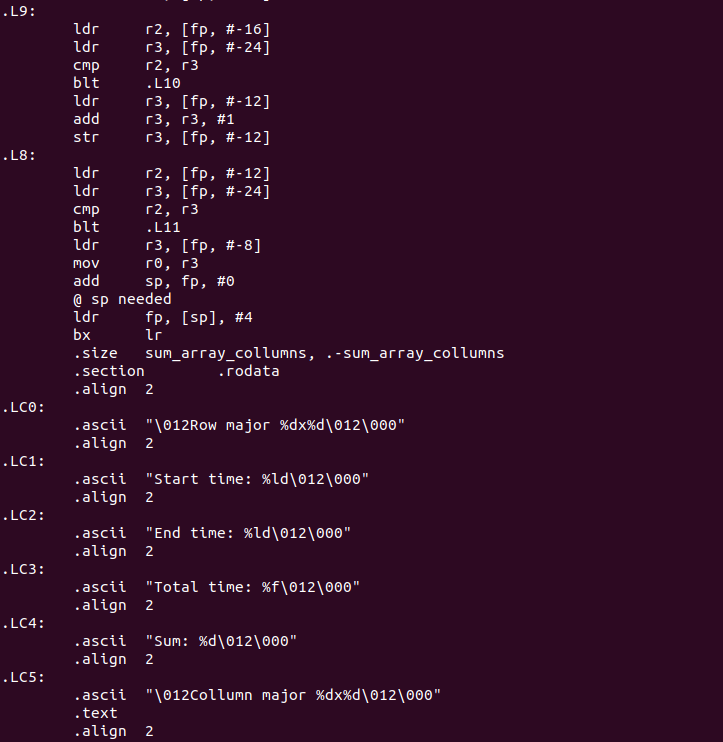 .L9:
ldr r2, [fp, #-16]
ldr r3, [fp, #-24]
cmp r2, r3
blt .L10
ldr r3, [fp, #-12]
add r3, r3, #1
str r3, [fp, #-12]
.L8:
ldr r2, [fp, #-12]
ldr r3, [fp, #-24]
cmp r2, r3
blt .L11
ldr r3, [fp, #-8]
mov r0, r3
add sp, fp, #0
@ sp needed
ldr fp, [sp], #4
bx lr
.size sum_array_collumns, .-sum_array_collumns
.section .rodata
.align 2
.LC0:
.ascii "\012Row major %dx%d\012\000"
.align 2
.LC1:
.ascii "Start time: %ld\012\000"
.align 2
.LC2:
.ascii "End time: %ld\012\000"
.align 2
.LC3:
.ascii "Total time: %f\012\000"
.align 2
.LC4:
.ascii "Sum: %d\012\000"
.align 2
.LC5:
.ascii "\012Collumn major %dx%d\012\000"
.text
.align 2